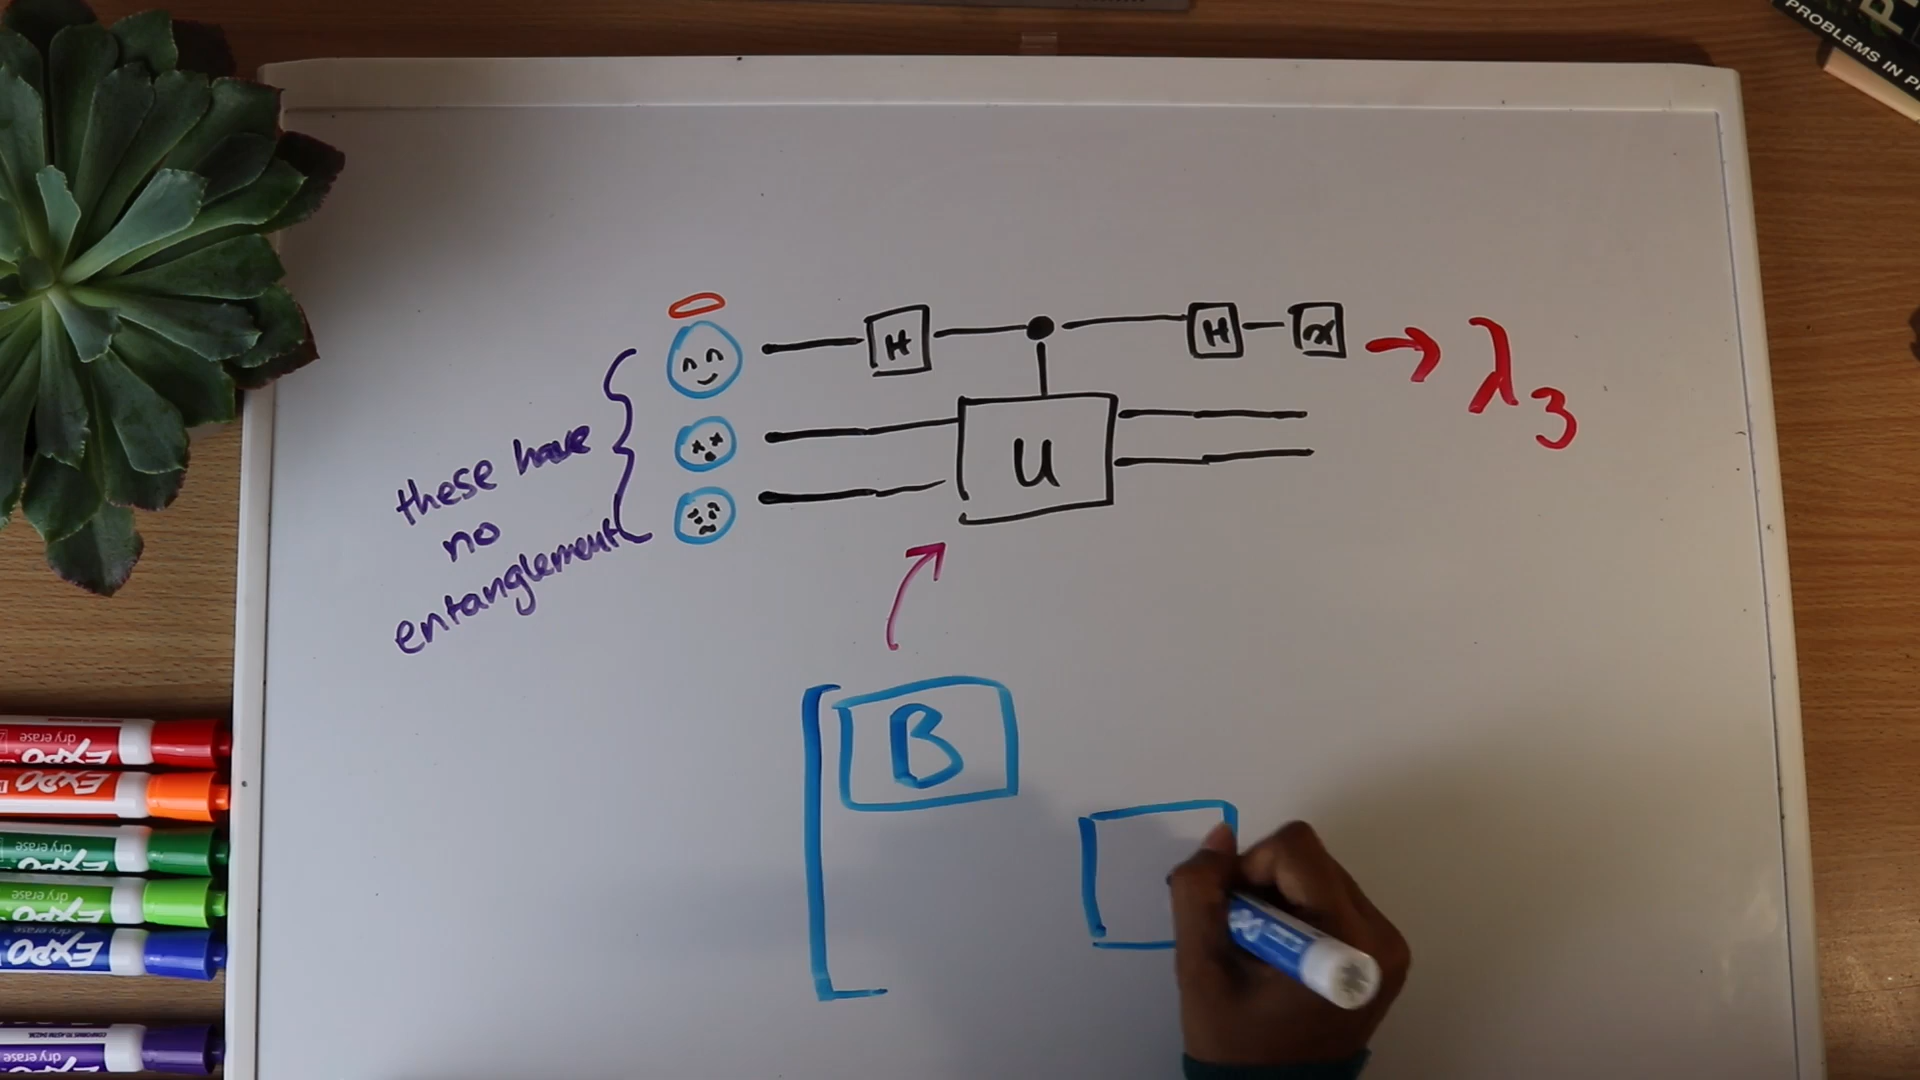 PROBLEMS IN P
H
H
λ3
U
these have
no
entanglement
B
dry erase
EXPO
EXPO
dry erase
EXPO
dry erase
EXPO
dry erase
EXPO
dry erase